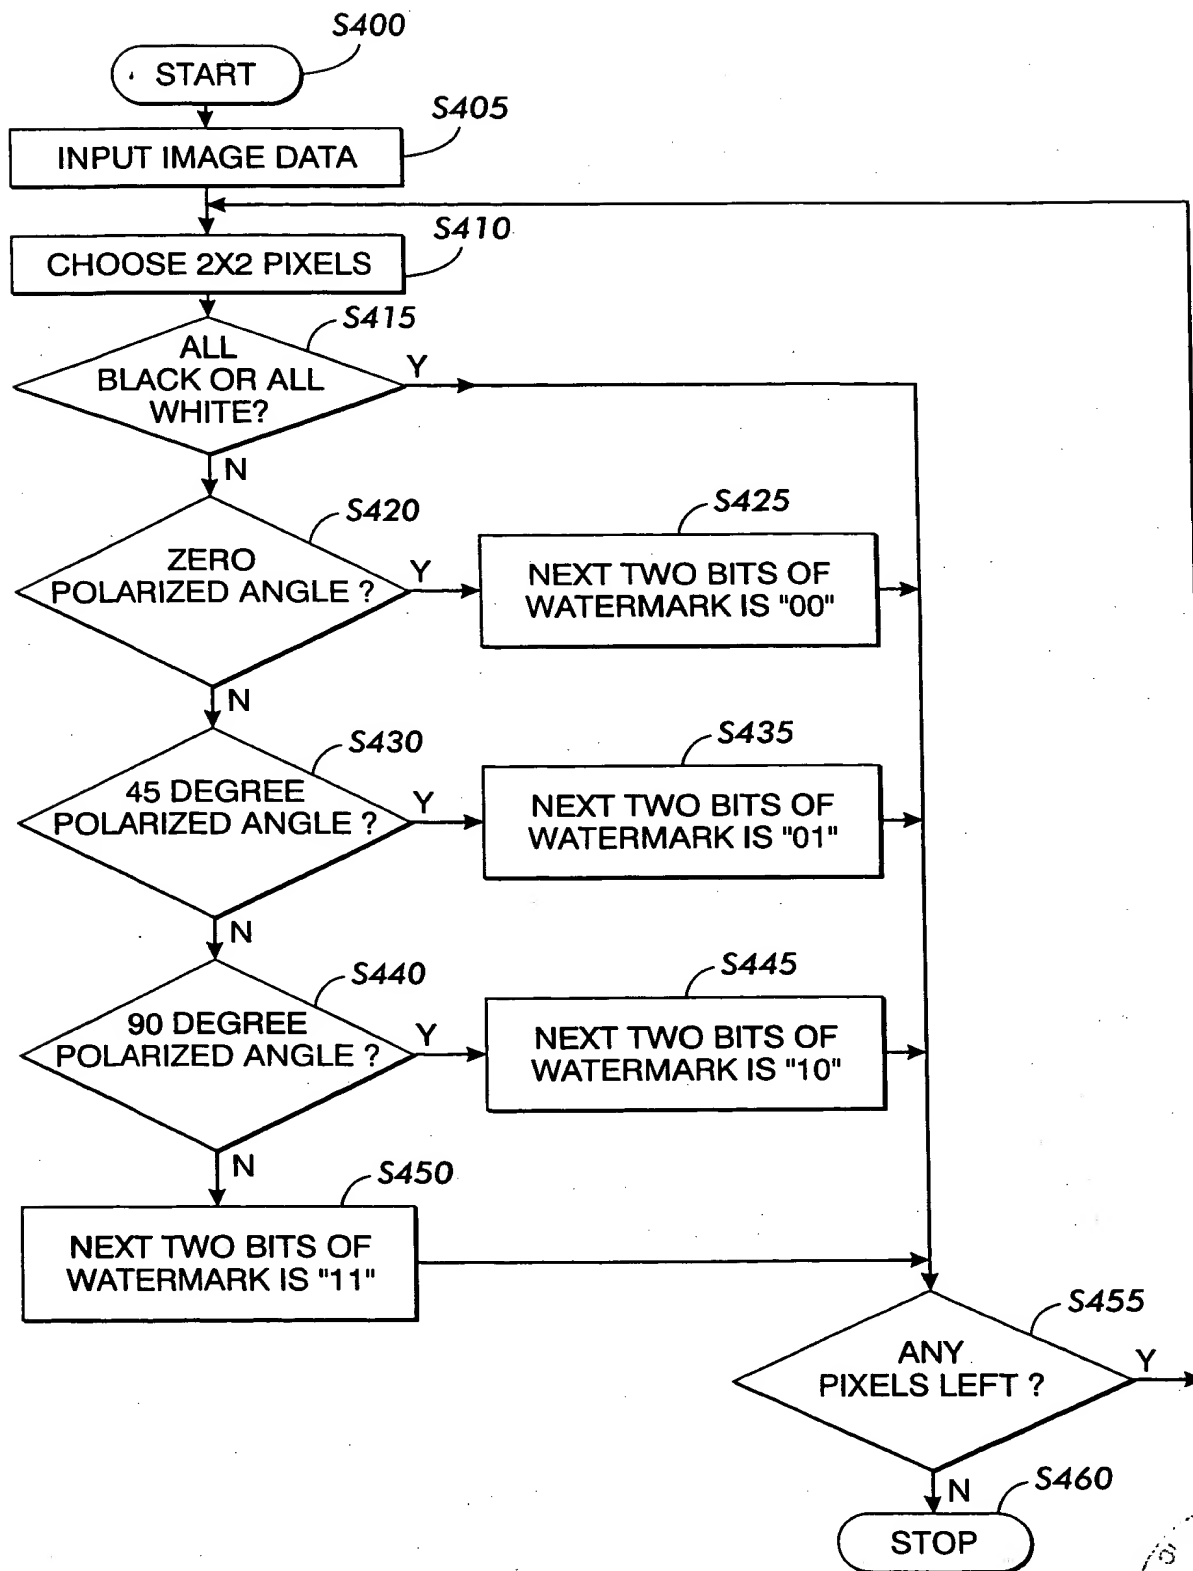 S400
START
S405
INPUT IMAGE DATA
S410
CHOOSE 2X2 PIXELS
S415
ALL
BLACK OR ALL
WHITE?
Y
N
S420
ZERO
POLARIZED ANGLE ?
Y
S425
NEXT TWO BITS OF
WATERMARK IS "00"
N
S430
45 DEGREE
POLARIZED ANGLE ?
Y
S435
NEXT TWO BITS OF
WATERMARK IS "01"
N
S440
90 DEGREE
POLARIZED ANGLE ?
Y
S445
NEXT TWO BITS OF
WATERMARK IS "10"
N
S450
NEXT TWO BITS OF
WATERMARK IS "11"
S455
ANY
PIXELS LEFT ?
Y
N
S460
STOP